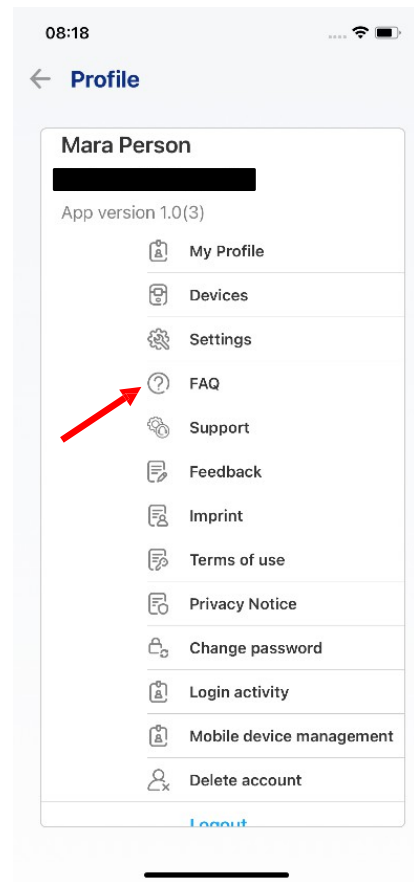 08:18
Profile
Mara Person
App version 1.0(3)
My Profile
Devices
Settings
FAQ
Support
Feedback
Imprint
Terms of use
Privacy Notice
Change password
Login activity
Mobile device management
Delete account
Logout